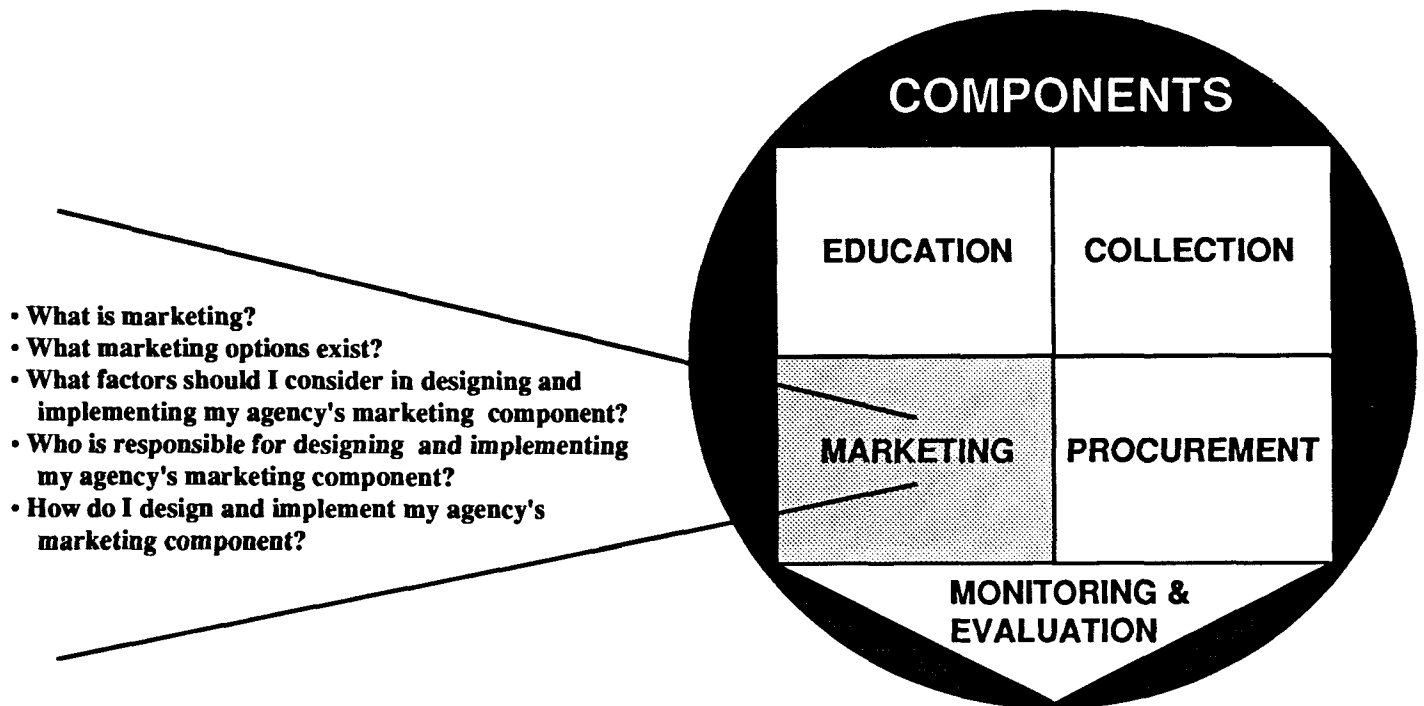 COMPONENTS
EDUCATION
COLLECTION
MARKETING
PROCUREMENT
MONITORING &
EVALUATION
• What is marketing?
• What marketing options exist?
• What factors should I consider in designing and
implementing my agency's marketing component?
• Who is responsible for designing and implementing
my agency's marketing component?
• How do I design and implement my agency's
marketing component?